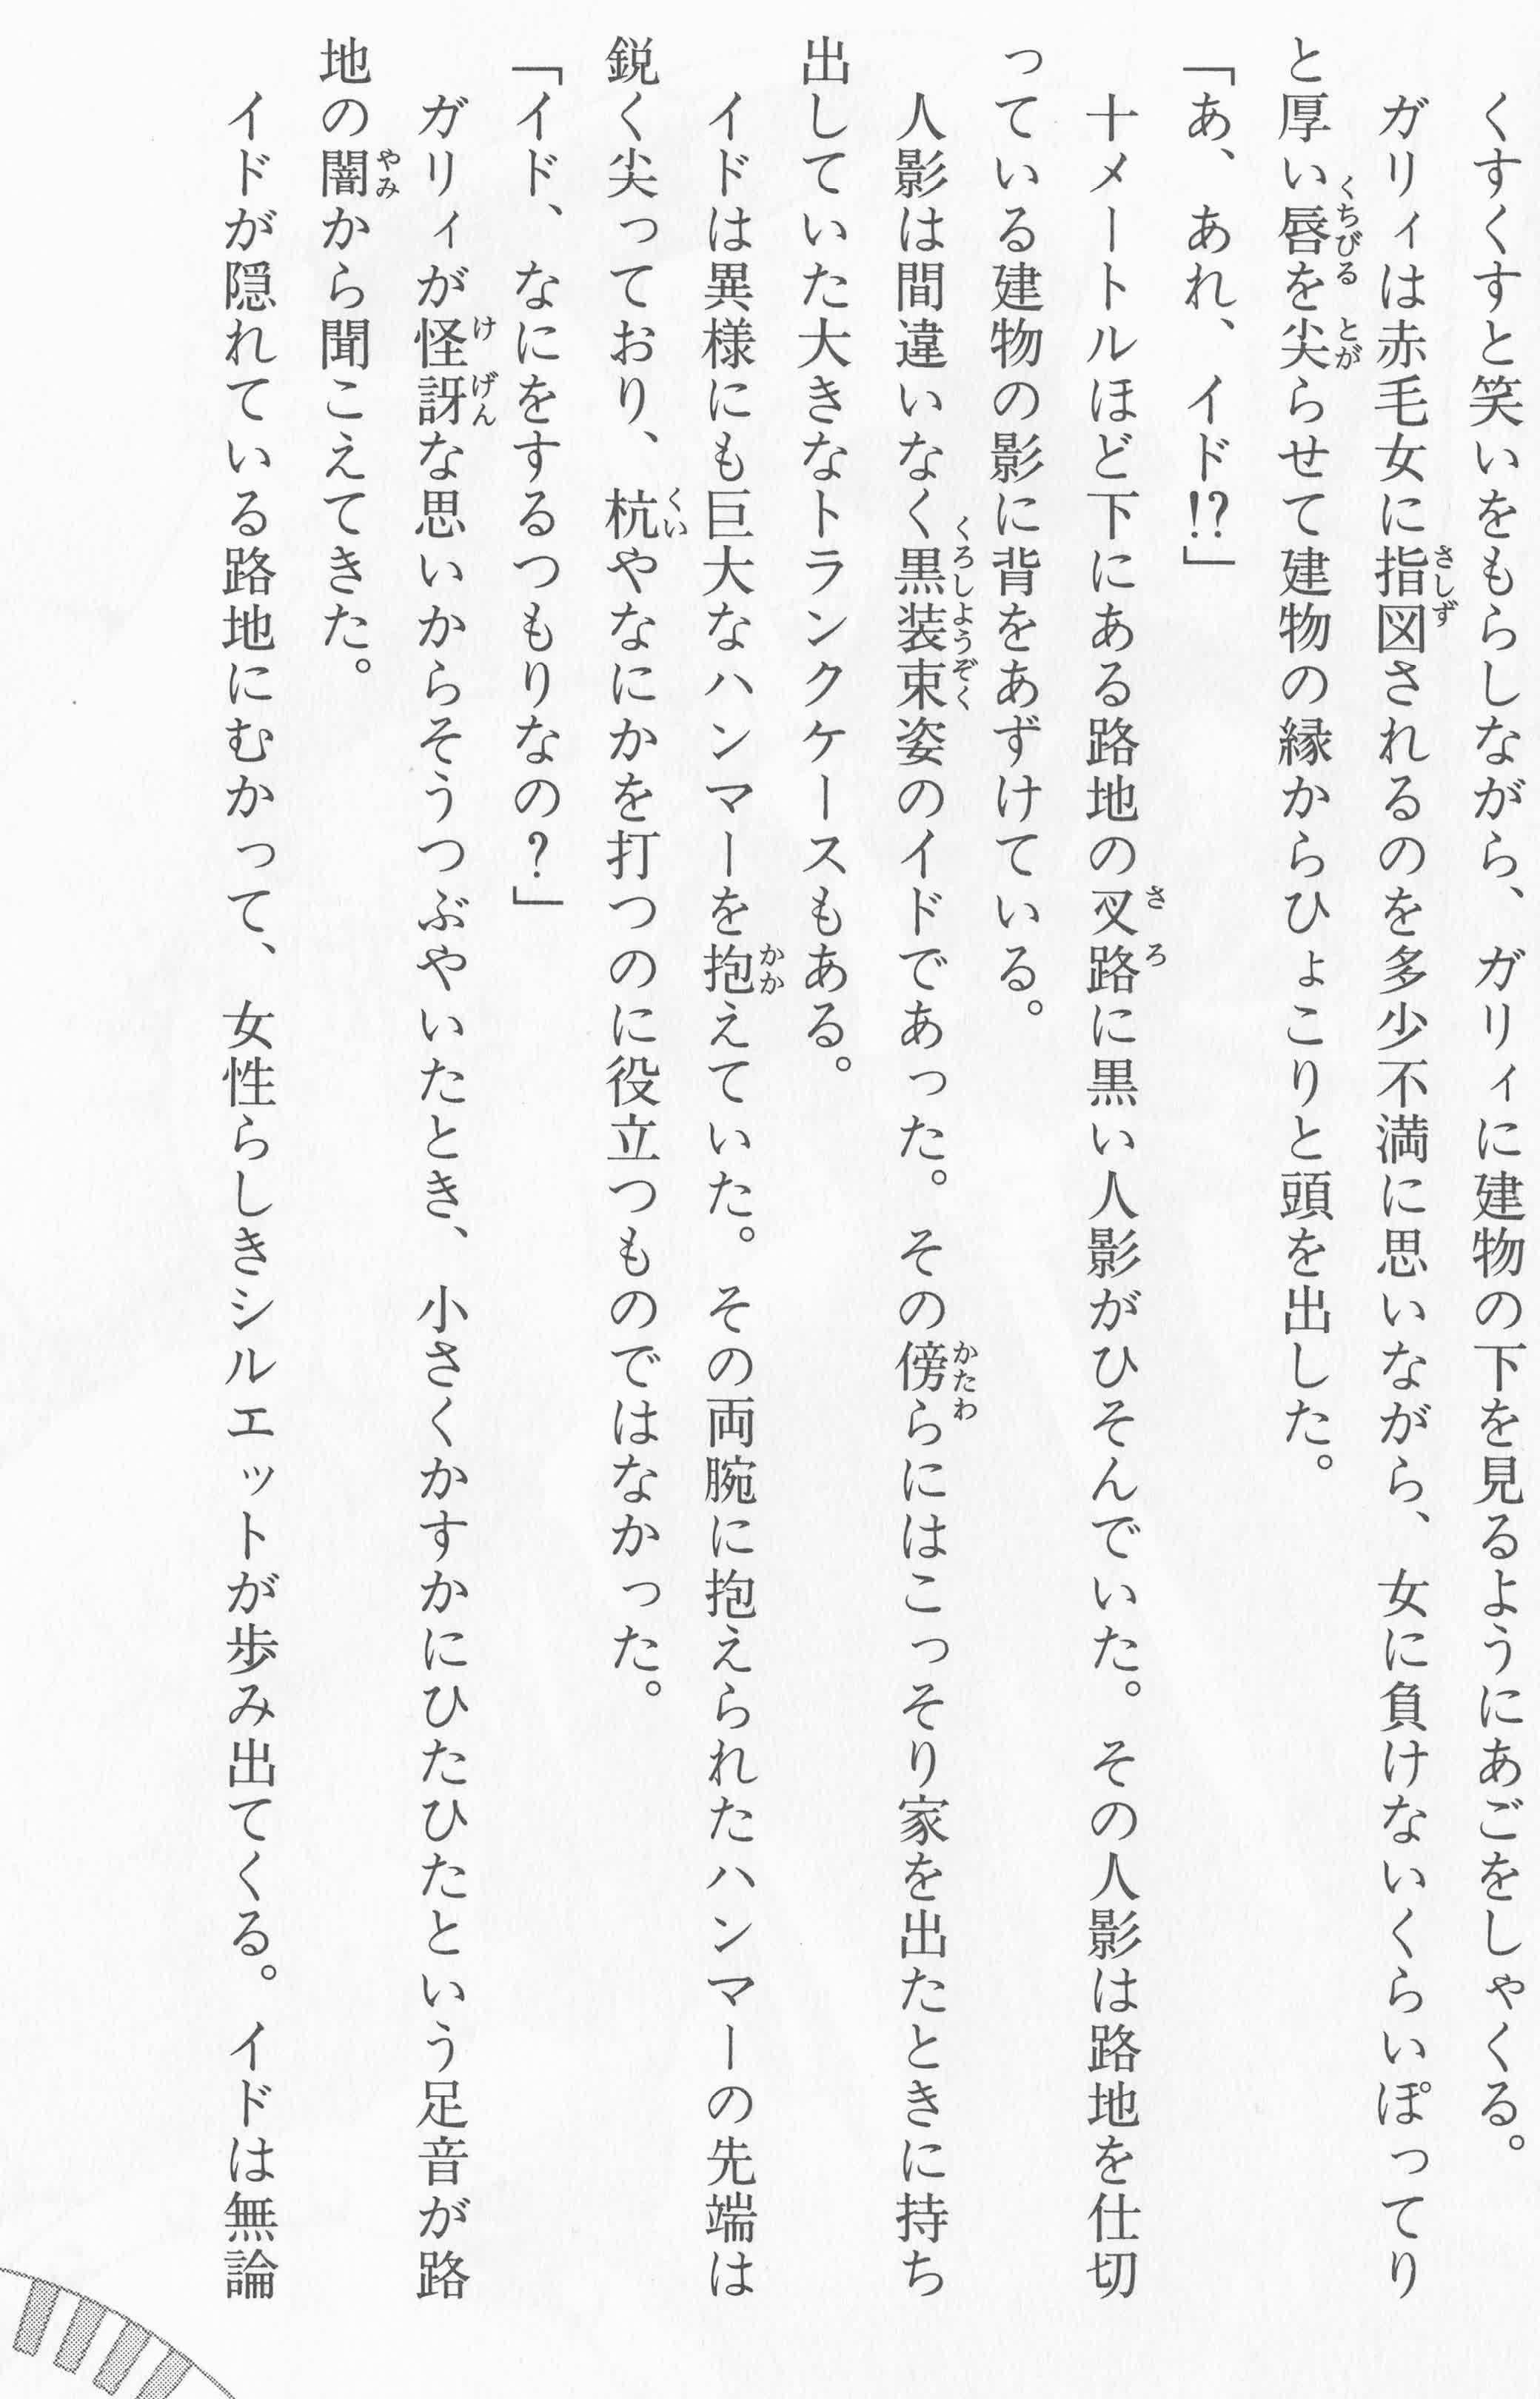 くすくすと笑いをもらしながら、ガリィに建物の下を見るようにあごをしゃくる。
ガリィは赤毛女に指図されるのを多少不満に思いながら、女に負けないくらいぽってり
と厚い唇を尖らせて建物の縁からひょこりと頭を出した。
「あ、あれ、イド!?」
十メートルほど下にある路地の叉路に黒い人影がひそんでいた。その人影は路地を仕切
っている建物の影に背をあずけている。
人影は間違いなく黒装束姿のイドであった。その傍らにはこっそり家を出たときに持ち
出していた大きなトランクケースもある。
イドは異様にも巨大なハンマーを抱えていた。その両腕に抱えられたハンマーの先端は
鋭く尖っており、杭やなにかを打つのに役立つものではなかった。
「イド、なにをするつもりなの?」
ガリィが怪訝な思いからそうつぶやいたとき、小さくかすかにひたひたという足音が路
地の闇から聞こえてきた。
イドが隠れている路地にむかって、女性らしきシルエットが歩み出てくる。イドは無論